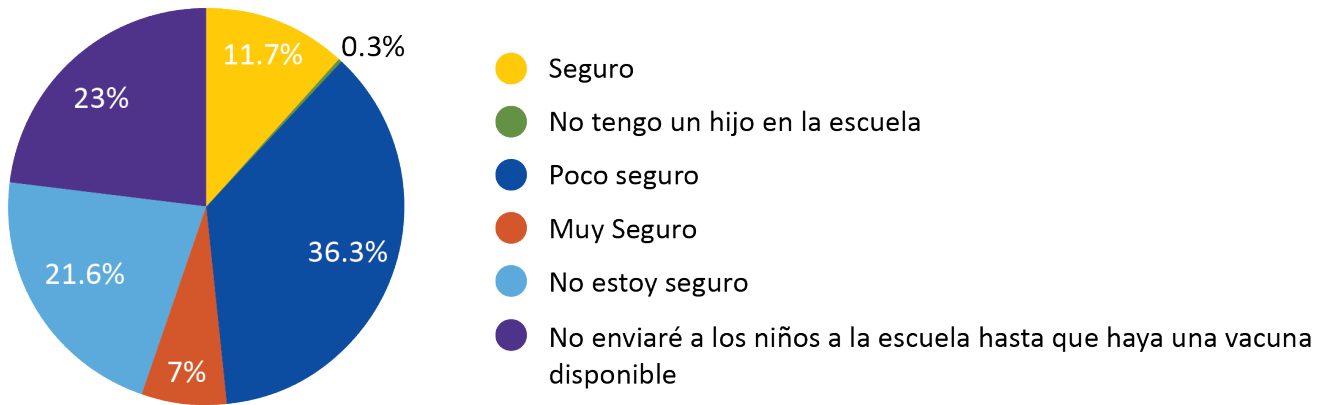 11.7%
0.3%
23%
36.3%
21.6%
7%
Seguro
No tengo un hijo en la escuela
Poco seguro
Muy Seguro
No estoy seguro
No enviaré a los niños a la escuela hasta que haya una vacuna
disponible